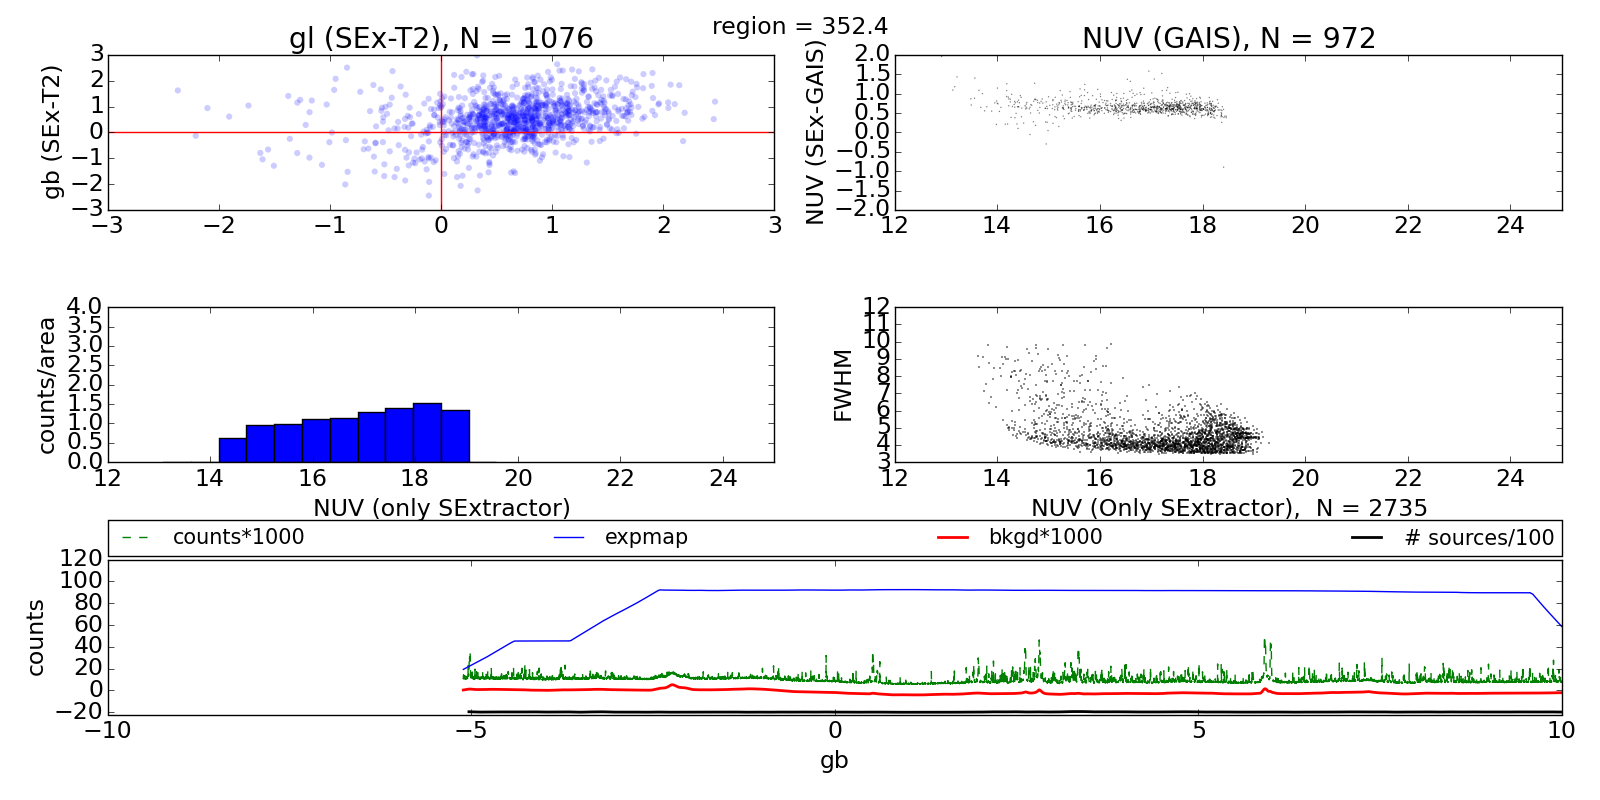 region = 352.4
gl (SEx-T2), N = 1076
gb (SEx-T2)
3
2
1
0
−1
−2
−3
−3 −2 −1 0 1 2 3
NUV (GAIS), N = 972
NUV (SEx-GAIS)
2.0
1.5
1.0
0.5
0.0
−0.5
−1.0
−1.5
−2.0
12 14 16 18 20 22 24
counts/area
4.0
3.5
3.0
2.5
2.0
1.5
1.0
0.5
0.0
12 14 16 18 20 22 24
NUV (only SExtractor)
FWHM
12
11
10
9
8
7
6
5
4
3
12 14 16 18 20 22 24
NUV (Only SExtractor), N = 2735
counts*1000 expmap bkgd*1000 # sources/100
counts
120
100
80
60
40
20
0
−20
−10 −5 0 5 10
gb